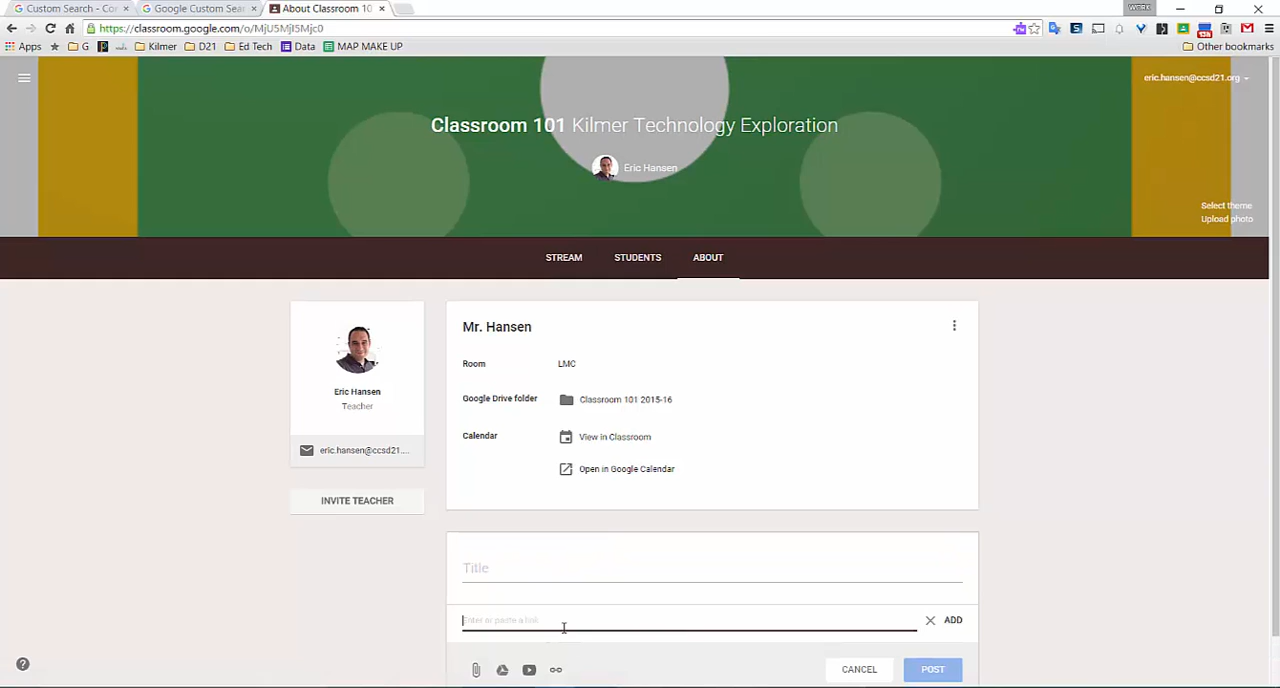 Custom Search - Con
Google Custom Sear
About Classroom 10
WORK
https://classroom.google.com/o/MjU5MjI5Mjc0
Apps
G
Kilmer
D21
Ed Tech
Data
MAP MAKE UP
Other bookmarks
eric.hansen@ccsd21.org
Classroom 101 Kilmer Technology Exploration
Eric Hansen
Select theme
Upload photo
STREAM
STUDENTS
ABOUT
Mr. Hansen
Room
LMC
Google Drive folder
Classroom 101 2015-16
Calendar
View in Classroom
Open in Google Calendar
Eric Hansen
Teacher
eric.hansen@ccsd21....
INVITE TEACHER
Title
Enter or paste a link
ADD
CANCEL
POST